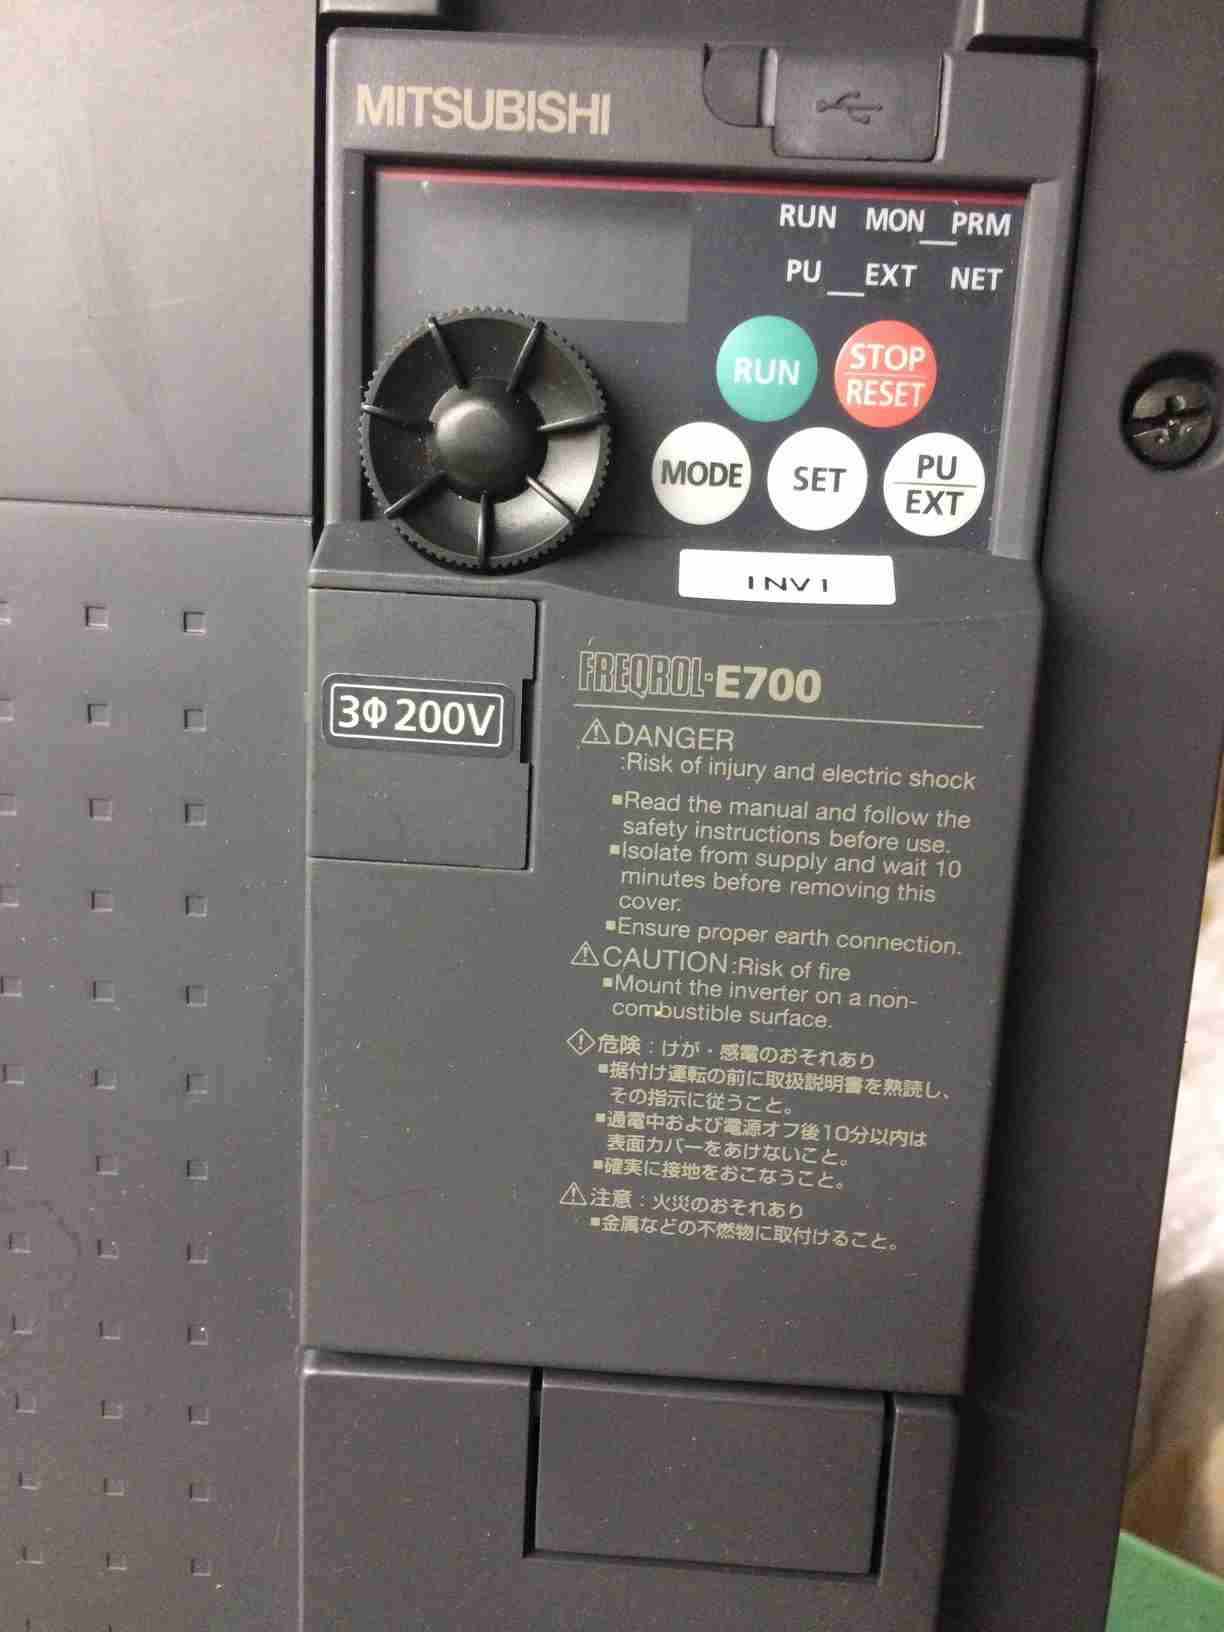 MITSUBISHI
RUN MON PRM
PU EXT NET
RUN
STOP
RESET
MODE
SET
PU
EXT
INV1
FREQROL-E700
3Φ 200V
⚠DANGER
:Risk of injury and electric shock
■Read the manual and follow the
safety instructions before use.
■Isolate from supply and wait 10
minutes before removing this
cover.
■Ensure proper earth connection.
⚠CAUTION:Risk of fire
■Mount the inverter on a non-
combustible surface.
危険：けが・感電のおそれあり
■据付け運転の前に取扱説明書を熟読し、
その指示に従うこと。
■通電中および電源オフ後10分以内は
表面カバーをあけないこと。
■確実に接地をおこなうこと。
⚠注意：火災のおそれあり
■金属などの不燃物に取付けること。